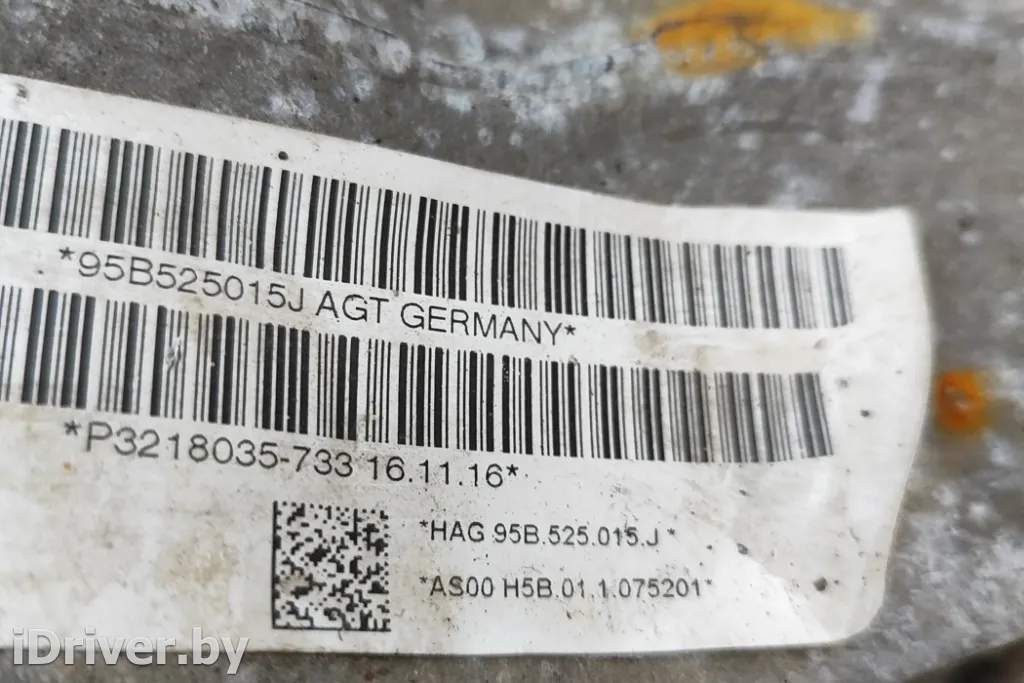 *95B525015J AGT GERMANY*
*P3218035-733 16.11.16*
*HAG 95B.525.015.J *
*AS00 H5B.01.1.075201*
iDriver.by